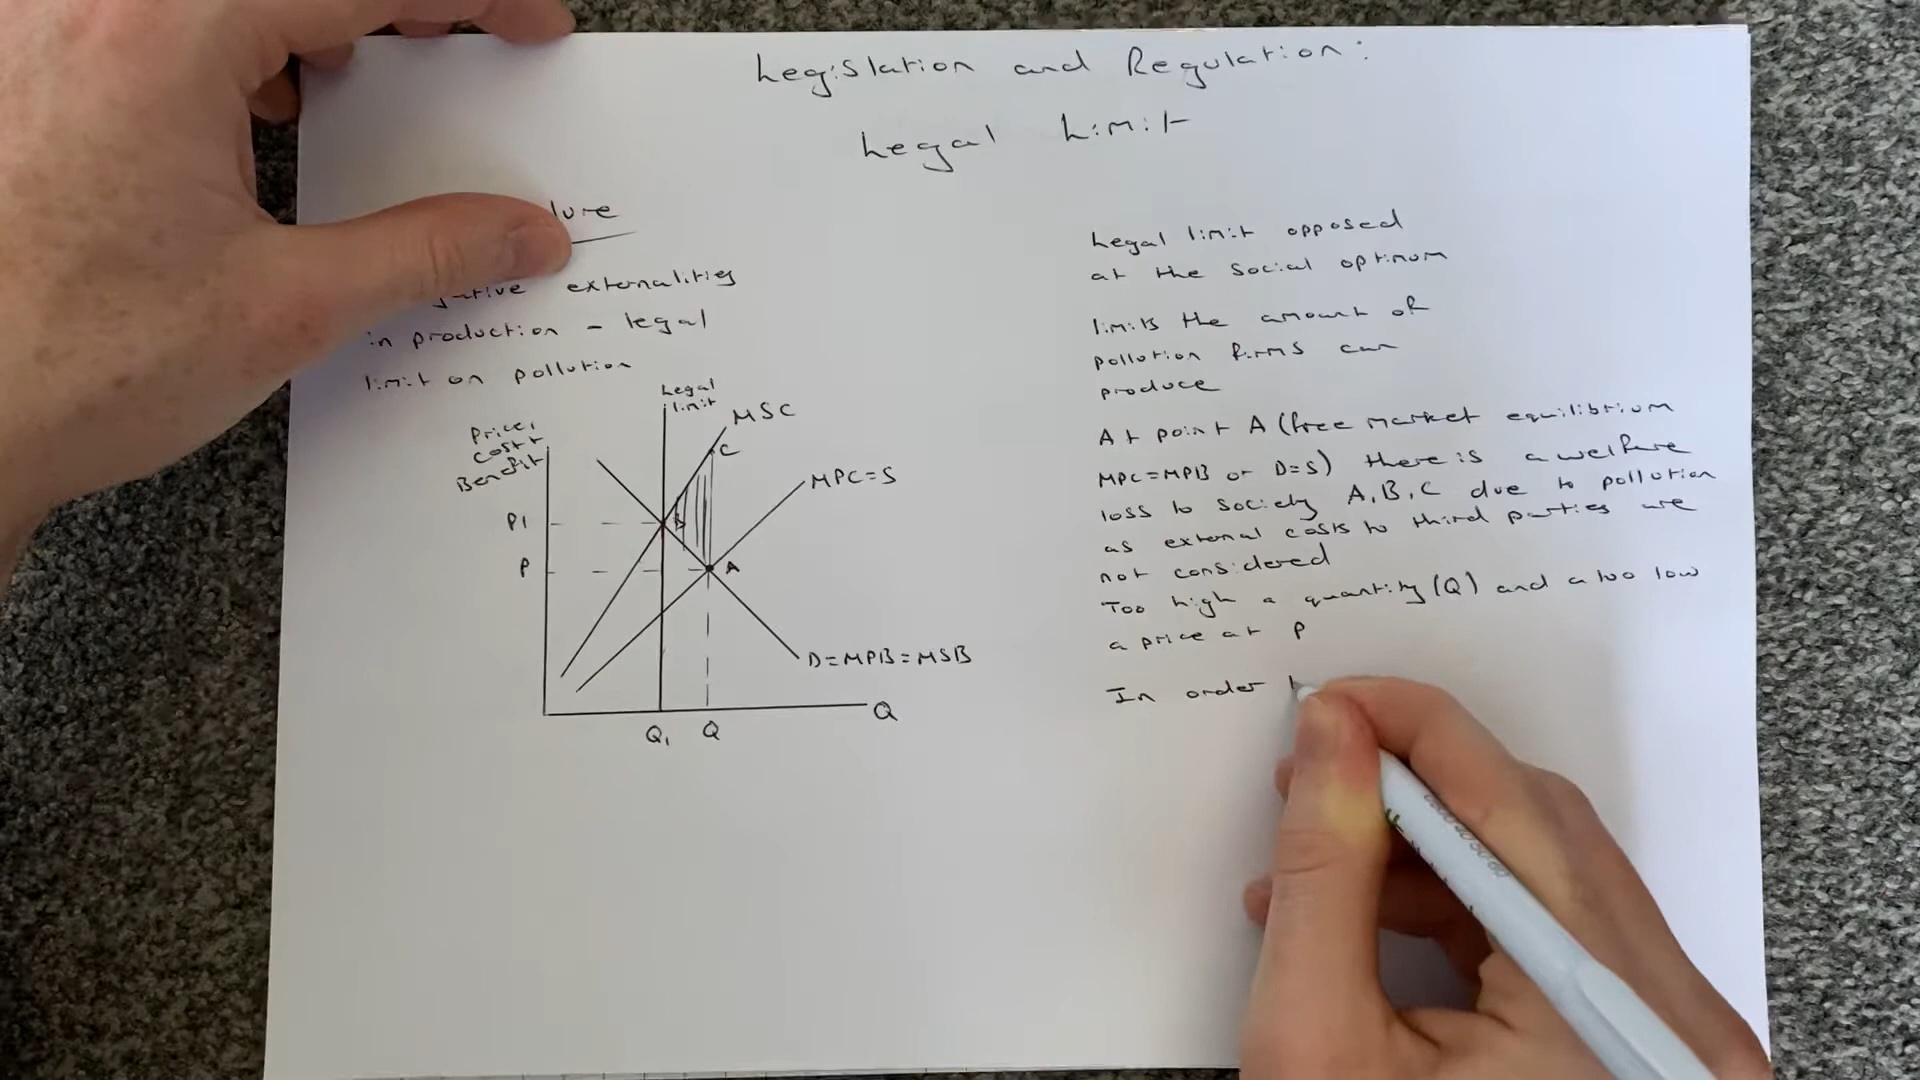 Legislation and Regulation:
Legal Limit
lure
gative externalities
in production - legal
limit on pollution
Legal
limit
MSC
C
Price,
Cost +
Benefit
MPC=S
P1
B
P
A
D=MPB=MSB
Q
Q1 Q
Legal limit opposed
at the social optimum
limits the amount of
pollution firms can
produce
At point A (free market equilibrium
MPC=MPB or D=S) there is a welfare
loss to society A,B,C due to pollution
as external costs to third parties are
not considered
Too high a quantity (Q) and a too low
a price at P
In order